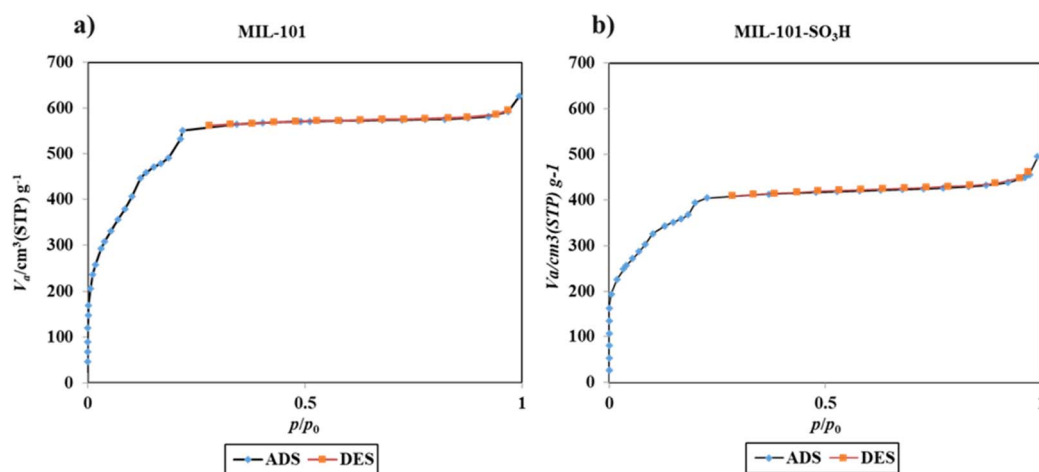 a)
MIL-101
700
600
500
400
300
200
100
0
Va/cm³(STP) g⁻¹
0
0.5
1
p/p₀
ADS DES
b)
MIL-101-SO₃H
700
600
500
400
300
200
100
0
Va/cm3(STP) g-1
0
0.5
p/p₀
ADS DES